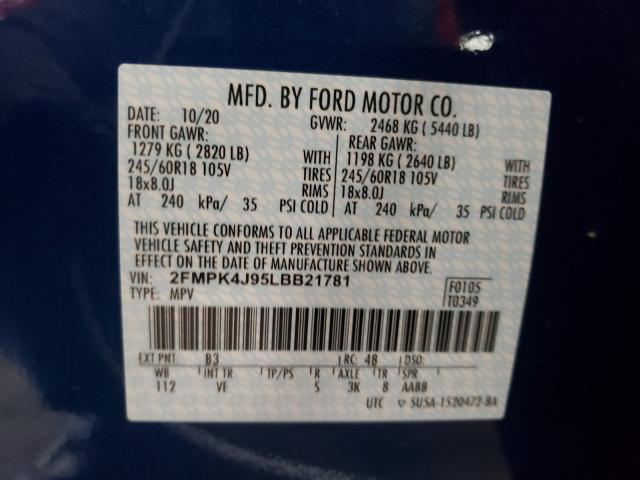 MFD. BY FORD MOTOR CO.
DATE: 10/20 GVWR: 2468 KG ( 5440 LB)
FRONT GAWR: REAR GAWR:
1279 KG ( 2820 LB) WITH 1198 KG ( 2640 LB) WITH
245/60R18 105V TIRES 245/60R18 105V TIRES
18x8.0J RIMS 18x8.0J RIMS
AT 240 kPa/ 35 PSI COLD AT 240 kPa/ 35 PSI COLD
THIS VEHICLE CONFORMS TO ALL APPLICABLE FEDERAL MOTOR
VEHICLE SAFETY AND THEFT PREVENTION STANDARDS IN
EFFECT ON THE DATE OF MANUFACTURE SHOWN ABOVE.
VIN: 2FMPK4J95LBB21781 F0105
TYPE: MPV T0349
EXT PNT: B3 RC: 48 DSO:
WB INT TR TP/PS R AXLE TR SPR
112 VE S 3K 8 AABB
UTC ▽ 5U5A-1520472-BA